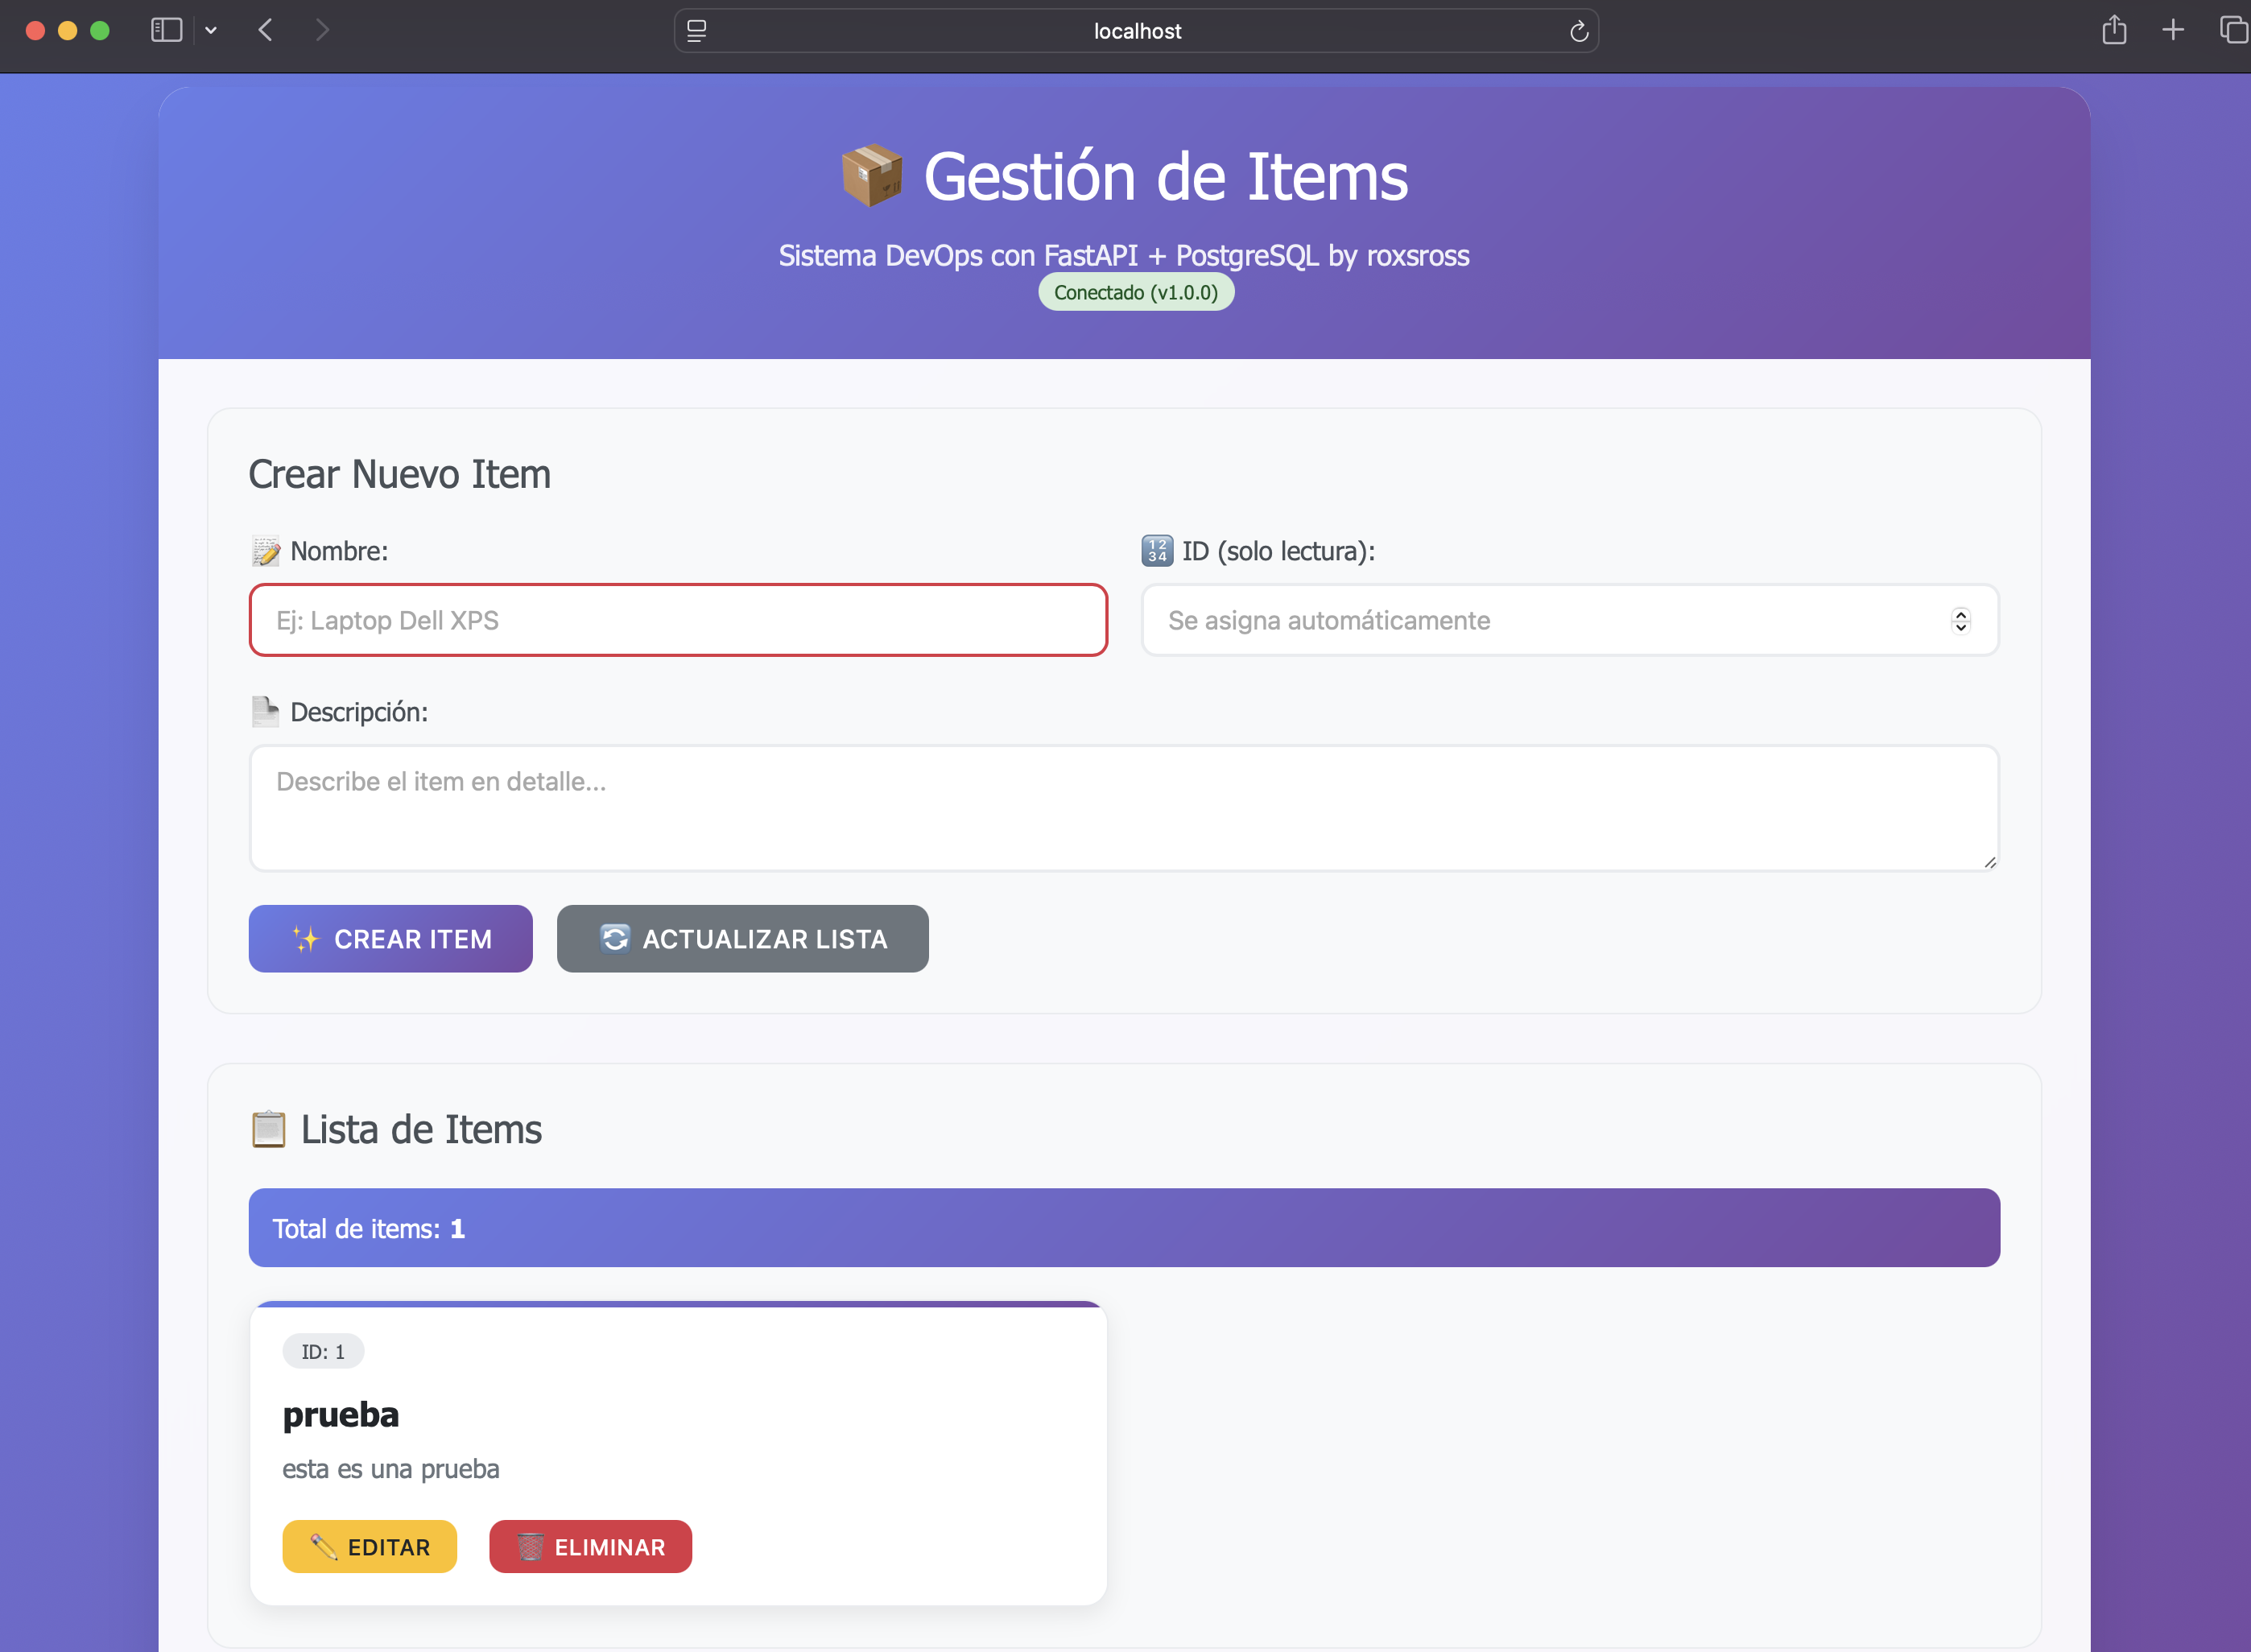 localhost
📦 Gestión de Items
Sistema DevOps con FastAPI + PostgreSQL by roxsross
Conectado (v1.0.0)
Crear Nuevo Item
📝 Nombre:
Ej: Laptop Dell XPS
🔢 ID (solo lectura):
Se asigna automáticamente
📄 Descripción:
Describe el item en detalle...
✨ CREAR ITEM
🔄 ACTUALIZAR LISTA
📋 Lista de Items
Total de items: 1
ID: 1
prueba
esta es una prueba
✏️ EDITAR
🗑️ ELIMINAR